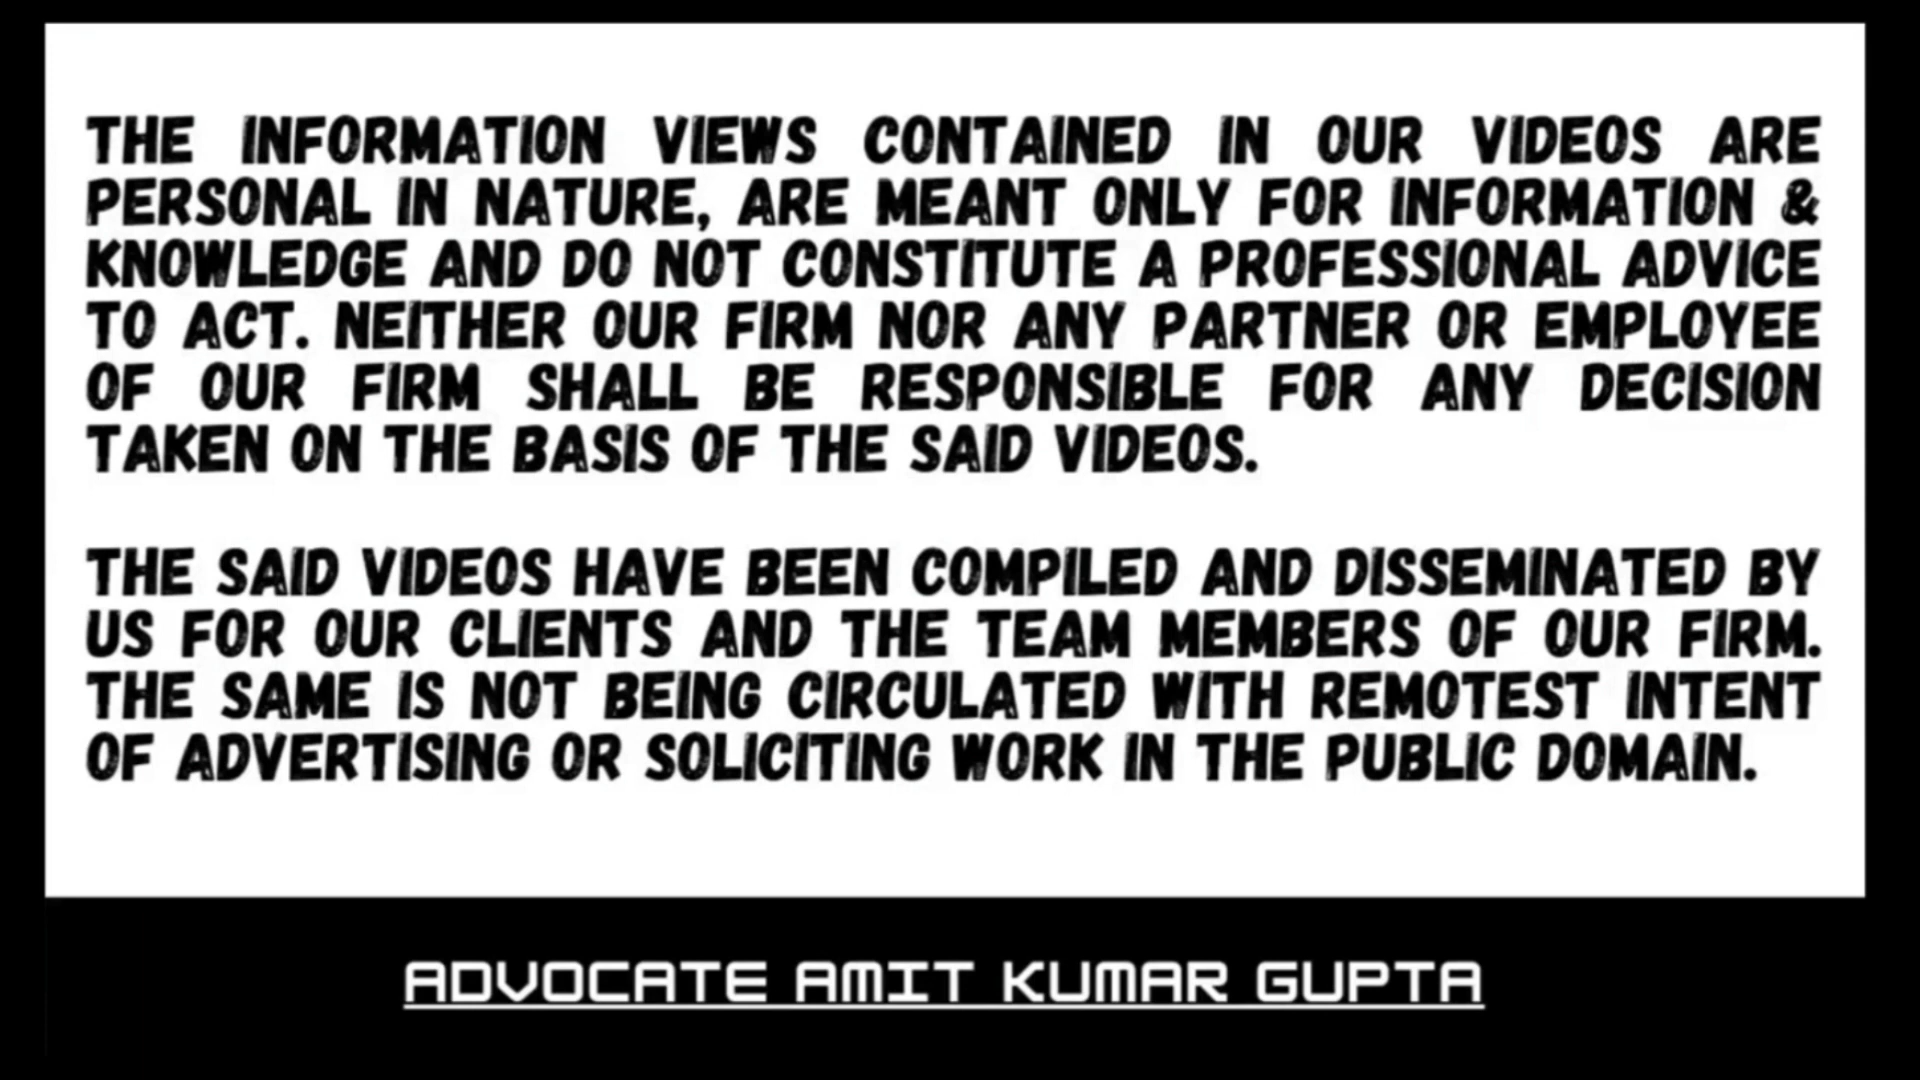 THE INFORMATION VIEWS CONTAINED IN OUR VIDEOS ARE
PERSONAL IN NATURE, ARE MEANT ONLY FOR INFORMATION &
KNOWLEDGE AND DO NOT CONSTITUTE A PROFESSIONAL ADVICE
TO ACT. NEITHER OUR FIRM NOR ANY PARTNER OR EMPLOYEE
OF OUR FIRM SHALL BE RESPONSIBLE FOR ANY DECISION
TAKEN ON THE BASIS OF THE SAID VIDEOS.
THE SAID VIDEOS HAVE BEEN COMPILED AND DISSEMINATED BY
US FOR OUR CLIENTS AND THE TEAM MEMBERS OF OUR FIRM.
THE SAME IS NOT BEING CIRCULATED WITH REMOTEST INTENT
OF ADVERTISING OR SOLICITING WORK IN THE PUBLIC DOMAIN.
ADVOCATE AMIT KUMAR GUPTA